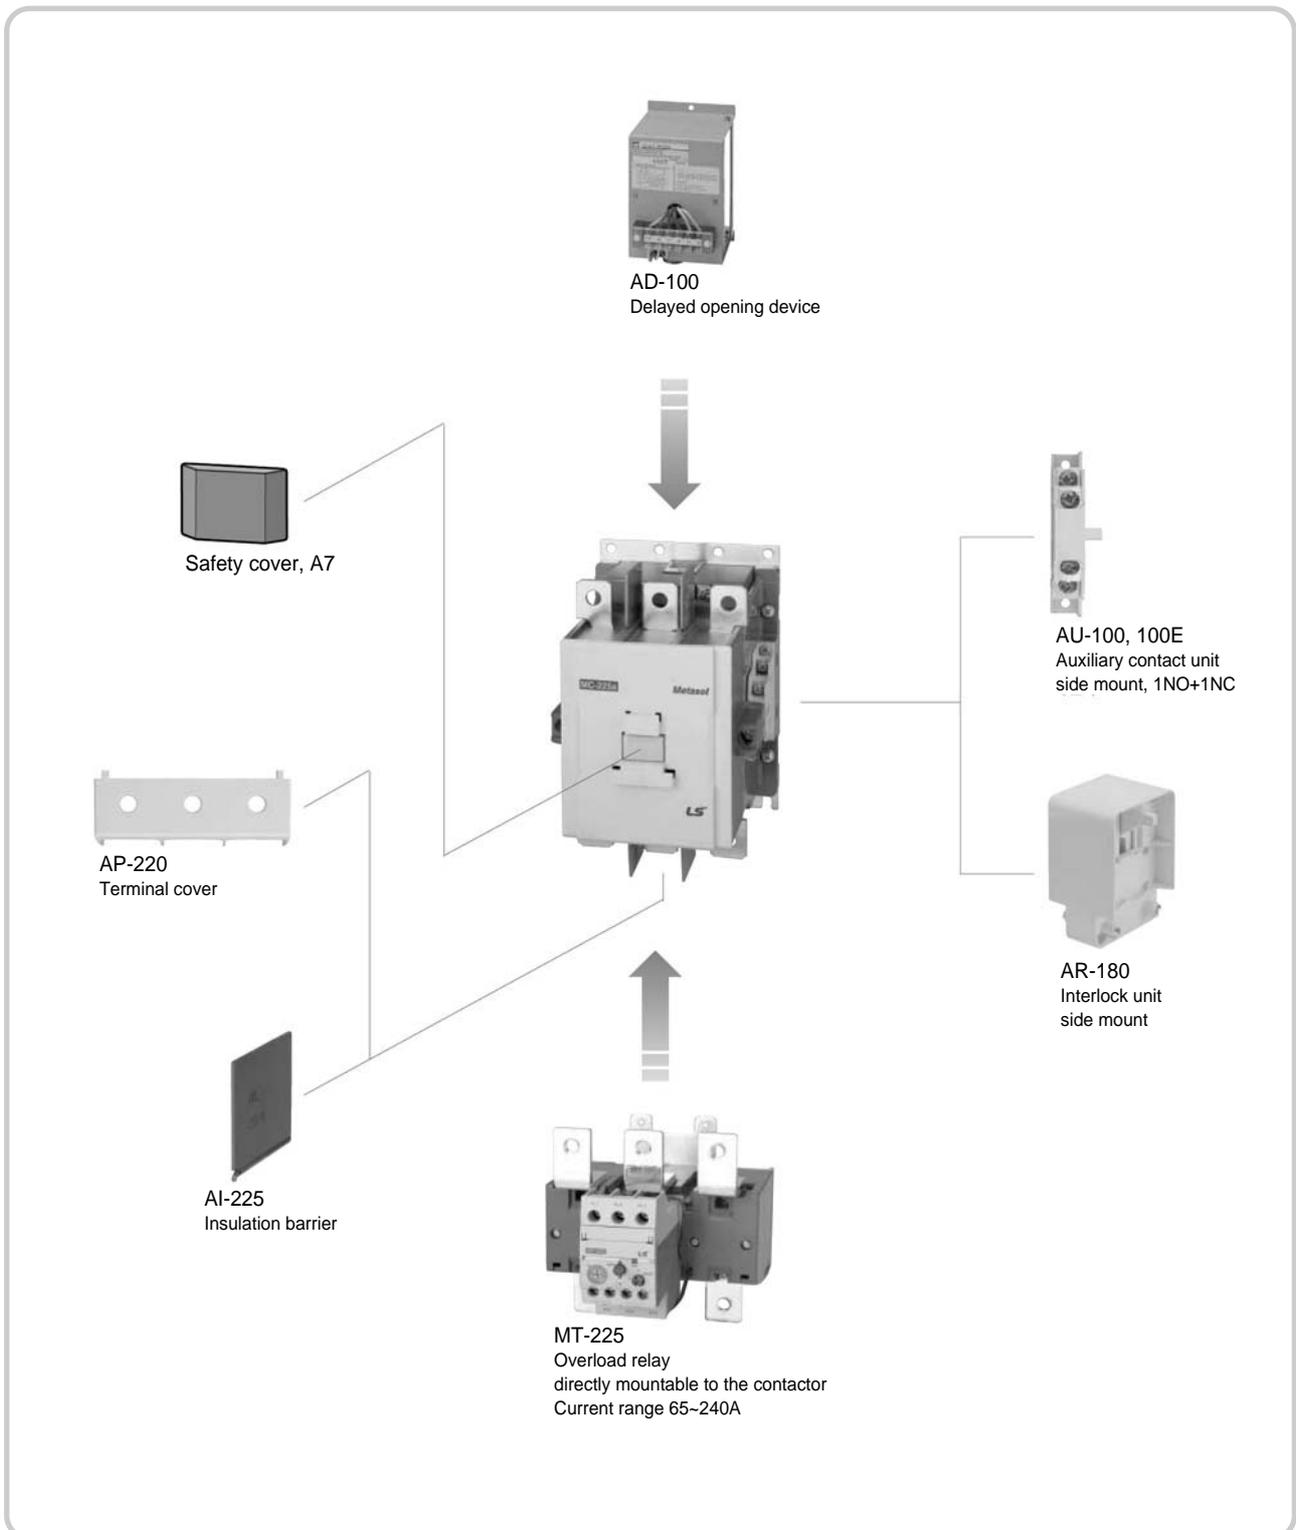 AD-100
Delayed opening device
Safety cover, A7
AU-100, 100E
Auxiliary contact unit
side mount, 1NO+1NC
MC-225a
Metasol
LS
AP-220
Terminal cover
AR-180
Interlock unit
side mount
AI-225
Insulation barrier
LS
MT-225
Overload relay
directly mountable to the contactor
Current range 65~240A